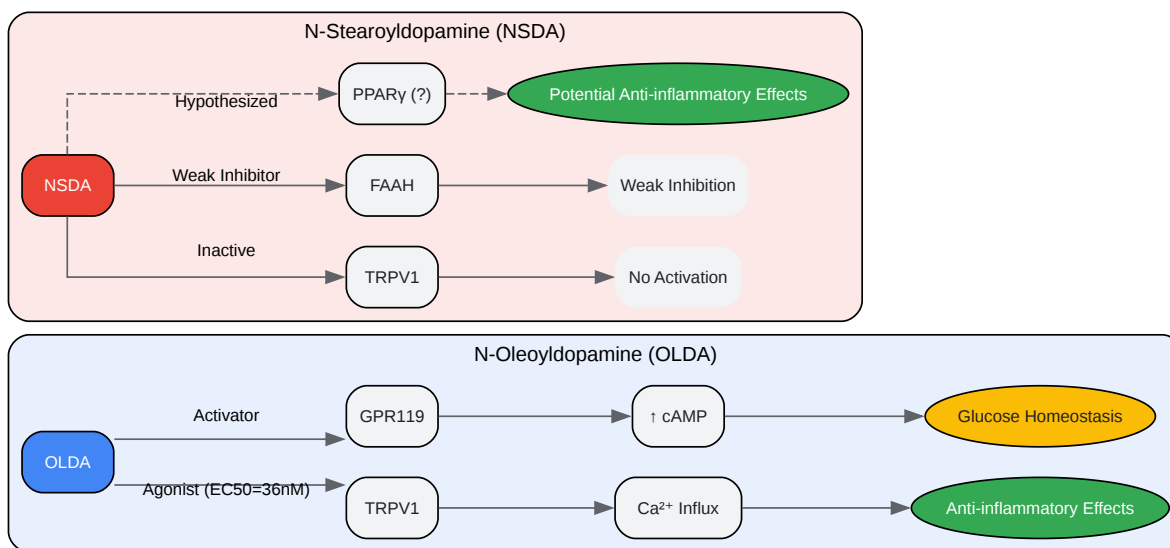 N-Stearoyldopamine (NSDA)
Hypothesized
PPARγ (?)
Potential Anti-inflammatory Effects
NSDA
Weak Inhibitor
FAAH
Weak Inhibition
Inactive
TRPV1
No Activation
N-Oleoyldopamine (OLDA)
Activator
GPR119
↑ cAMP
Glucose Homeostasis
OLDA
Agonist (EC50=36nM)
TRPV1
Ca²⁺ Influx
Anti-inflammatory Effects